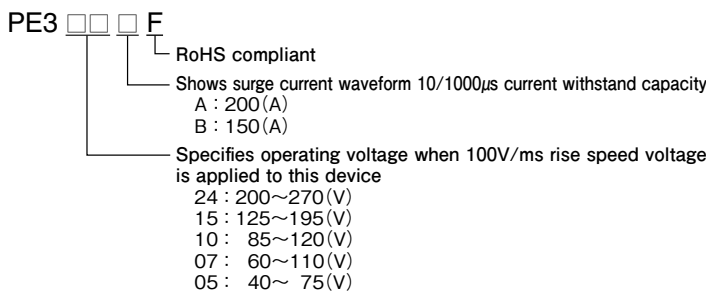 PE3 □□ □ F
RoHS compliant
Shows surge current waveform 10/1000μs current withstand capacity
A：200(A)
B：150(A)
Specifies operating voltage when 100V/ms rise speed voltage
is applied to this device
24：200～270(V)
15：125～195(V)
10： 85～120(V)
07： 60～110(V)
05： 40～ 75(V)